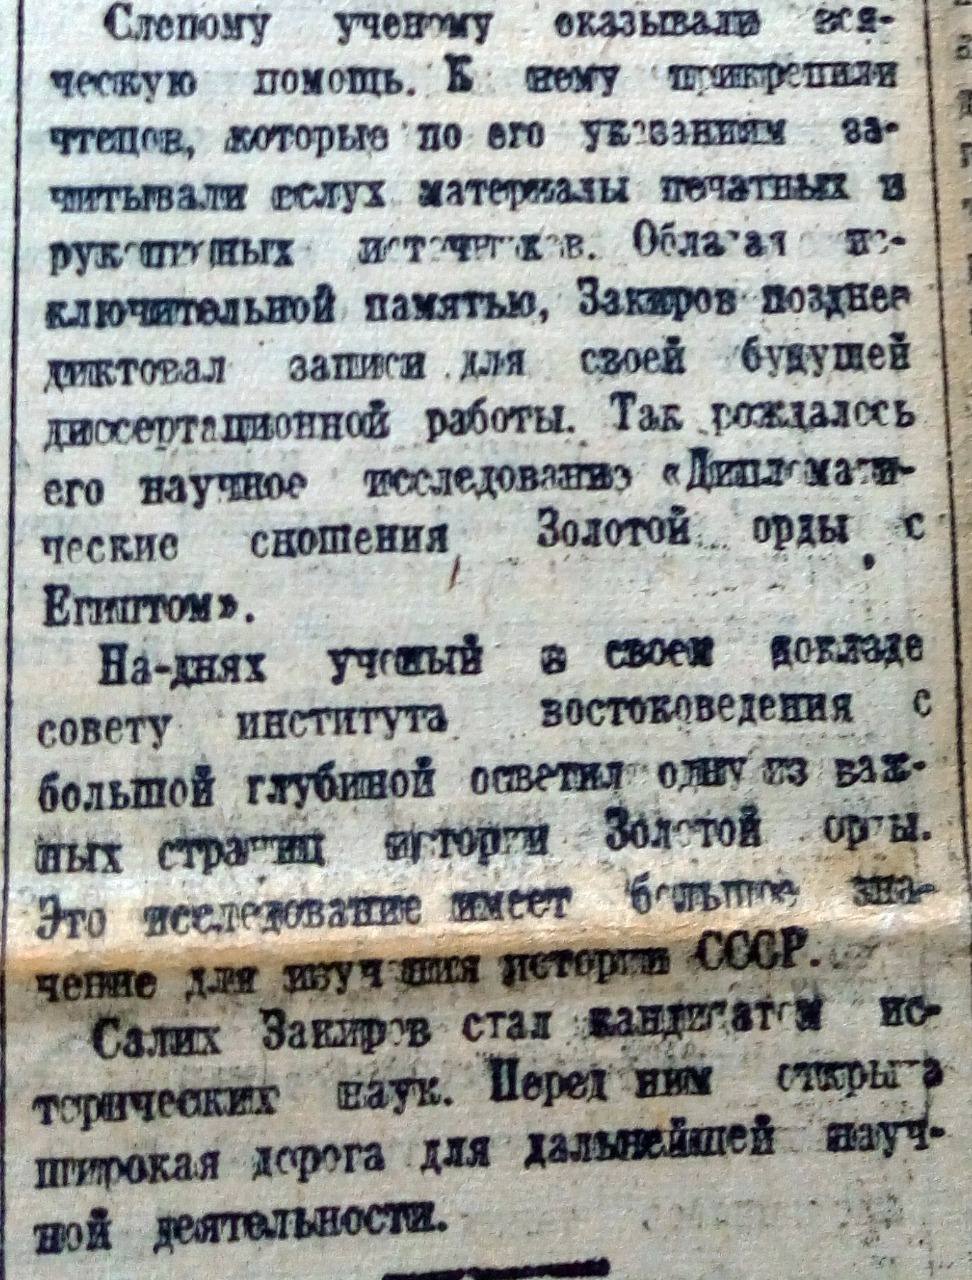 Слепому ученому оказывали вся-
ческую помощь. К нему прикрепили
чтецов, которые по его указаниям за-
читывали вслух материалы печатных и
рукописных источников. Обладая ис-
ключительной памятью, Закиров позднее
диктовал записи для своей будущей
диссертационной работы. Так рождалось
его научное исследование «Дипломати-
ческие сношения Золотой орды с
Египтом».
На-днях ученый в своем докладе
совету института востоковедения с
большой глубиной осветил одну из важ-
ных страниц истории Золотой орды.
Это исследование имеет большое зна-
чение для изучения истории СССР.
Салих Закиров стал кандидатом ис-
торических наук. Перед ним открыта
широкая дорога для дальнейшей науч-
ной деятельности.